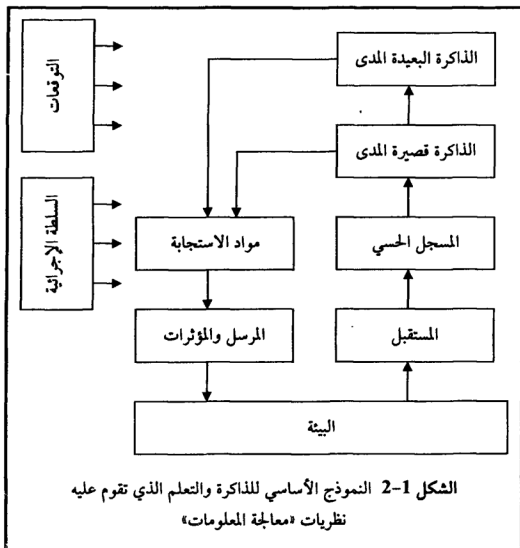 الذاكرة البعيدة المدى
التوقعات
الذاكرة قصيرة المدى
السلطة الإجرائية
المسجل الحسي
مواد الاستجابة
المستقبل
المرسل والمؤثرات
البيئة
الشكل 1-2 النموذج الأساسي للذاكرة والتعلم الذي تقوم عليه
نظريات «معالجة المعلومات»